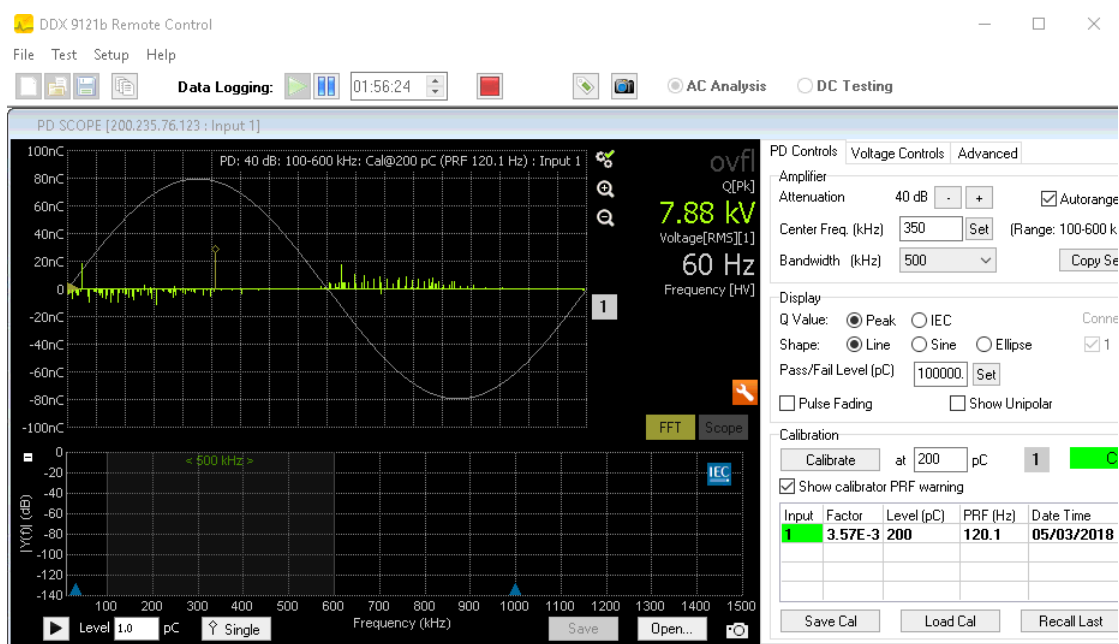 DDX 9121b Remote Control
File Test Setup Help
Data Logging: 01:56:24 AC Analysis DC Testing
PD SCOPE [200.235.76.123 : Input 1]
PD: 40 dB: 100-600 kHz: Cal@200 pC (PRF 120.1 Hz) : Input 1
100nC
80nC
60nC
40nC
20nC
0
-20nC
-40nC
-60nC
-80nC
-100nC
ovfl
Q[Pk]
7.88 kV
Voltage[RMS][1]
60 Hz
Frequency [HV]
1
FFT Scope
< 500 kHz >
IEC
|Y(f)| (dB)
0
-20
-40
-60
-80
-100
-120
-140
100 200 300 400 500 600 700 800 900 1000 1100 1200 1300 1400 1500
Frequency (kHz)
Level 1.0 pC Single Save Open...
PD Controls Voltage Controls Advanced
Amplifier
Attenuation 40 dB - + Autorange
Center Freq. (kHz) 350 Set (Range: 100-600 k
Bandwidth (kHz) 500 Copy Se
Display
Q Value: Peak IEC Conne
Shape: Line Sine Ellipse 1
Pass/Fail Level (pC) 100000. Set
Pulse Fading Show Unipolar
Calibration
Calibrate at 200 pC 1 C
Show calibrator PRF warning
Input Factor Level (pC) PRF (Hz) Date Time
1 3.57E-3 200 120.1 05/03/2018
Save Cal Load Cal Recall Last